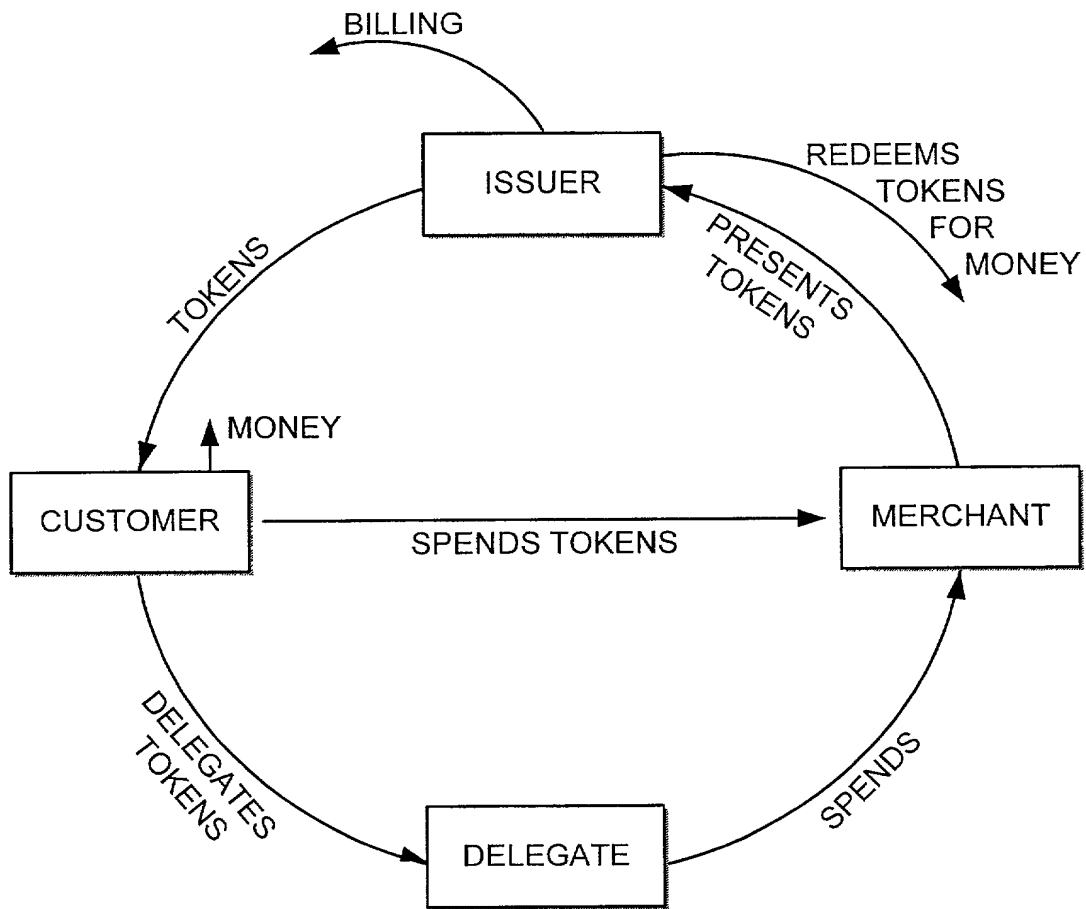 BILLING
ISSUER
REDEEMS
TOKENS
FOR
MONEY
PRESENTS
TOKENS
TOKENS
MONEY
CUSTOMER
SPENDS TOKENS
MERCHANT
DELEGATES
TOKENS
SPENDS
DELEGATE